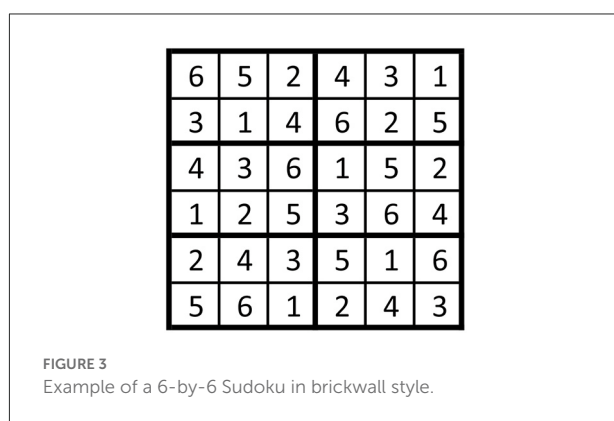 6 5 2 4 3 1
3 1 4 6 2 5
4 3 6 1 5 2
1 2 5 3 6 4
2 4 3 5 1 6
5 6 1 2 4 3
FIGURE 3
Example of a 6-by-6 Sudoku in brickwall style.